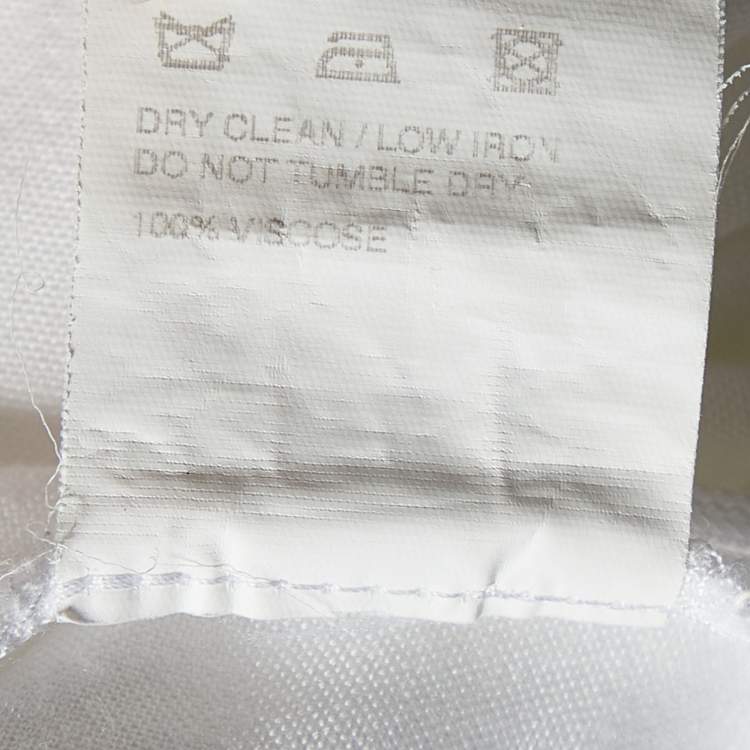 DRY CLEAN / LOW IRON
DO NOT TUMBLE DRY
100% VISCOSE